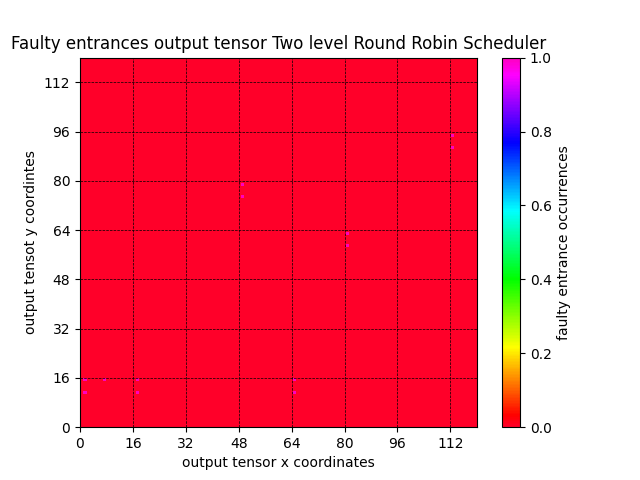 Faulty entrances output tensor Two level Round Robin Scheduler
output tensot y coordintes
112
96
80
64
48
32
16
0
0 16 32 48 64 80 96 112
output tensor x coordinates
1.0
0.8
0.6
0.4
0.2
0.0
faulty entrance occurrences